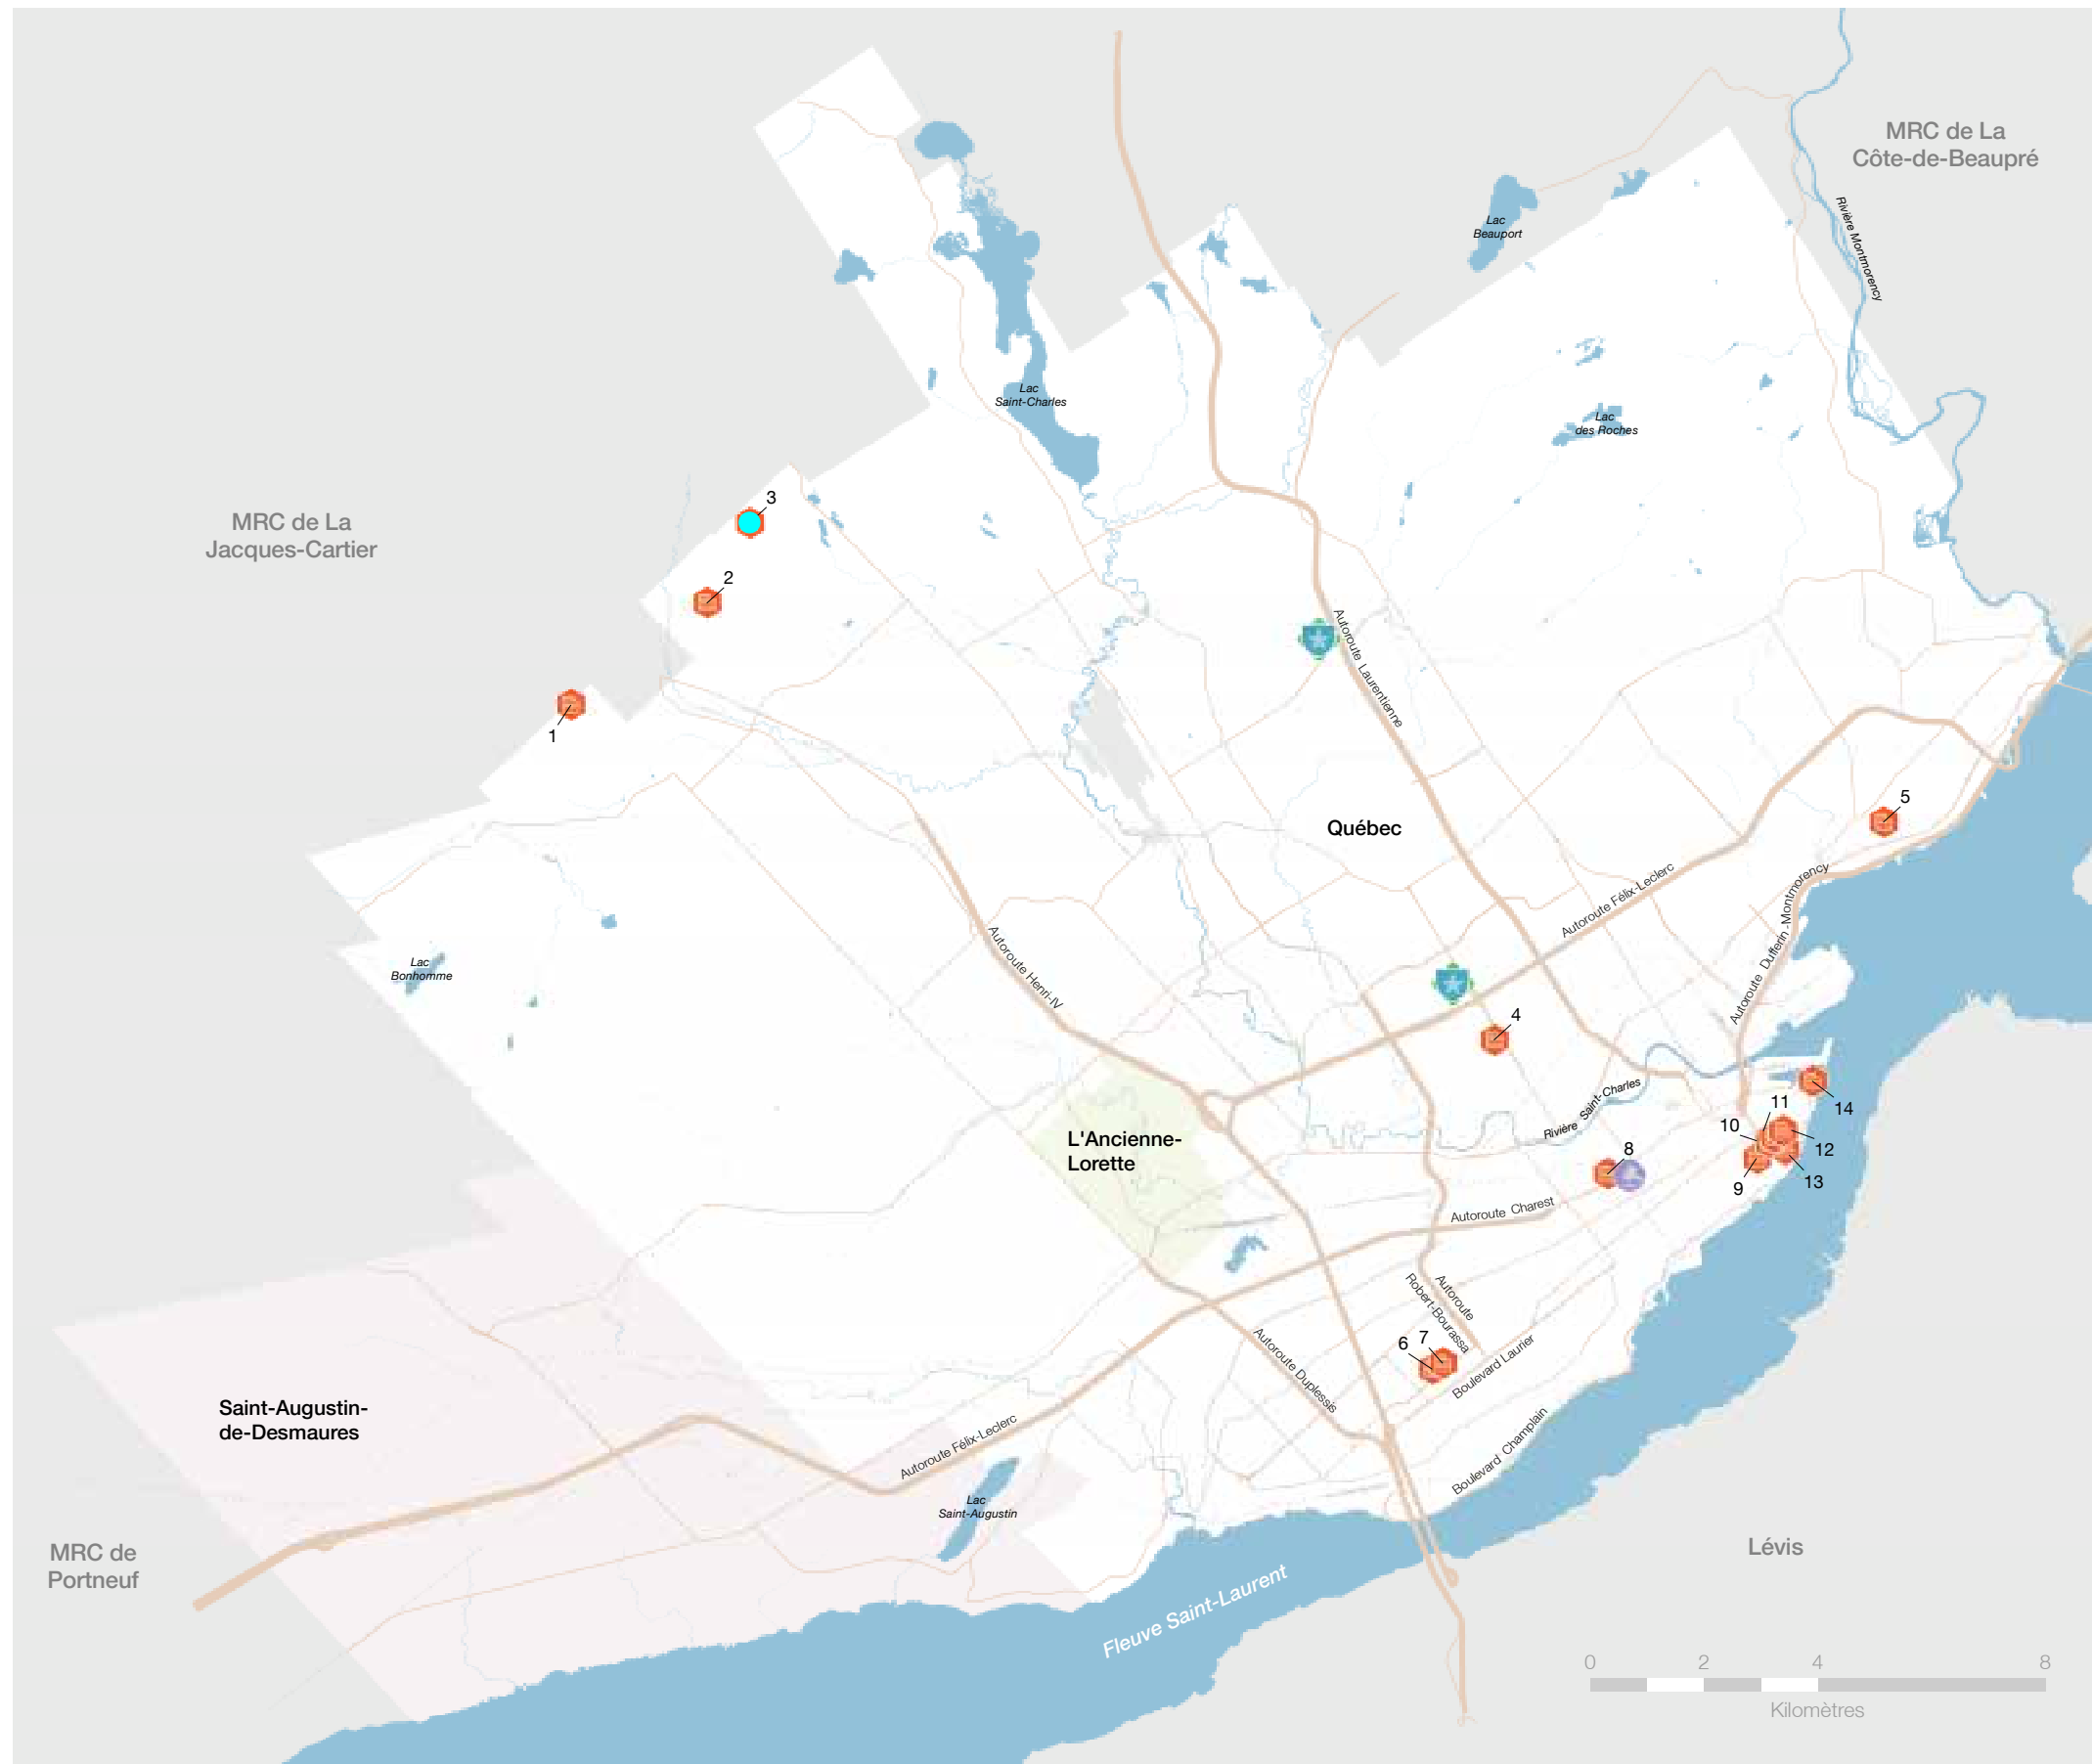 MRC de La
Côte-de-Beaupré
Rivière Montmorency
Lac
Beauport
Lac
Saint-Charles
Lac
des Roches
3
MRC de La
Jacques-Cartier
2
Autoroute Laurentienne
1
5
Québec
Autoroute Félix-Leclerc
Autoroute Dufferin-Montmorency
Autoroute Henri-IV
Lac
Bonhomme
4
Rivière Saint-Charles
14
11
10
12
13
9
8
L'Ancienne-
Lorette
Autoroute Charest
Autoroute
Robert-Bourassa
7
6
Boulevard Laurier
Autoroute Duplessis
Saint-Augustin-
de-Desmaures
Autoroute Félix-Leclerc
Boulevard Champlain
Lac
Saint-Augustin
MRC de
Portneuf
Lévis
Fleuve Saint-Laurent
0 2 4 8
Kilomètres